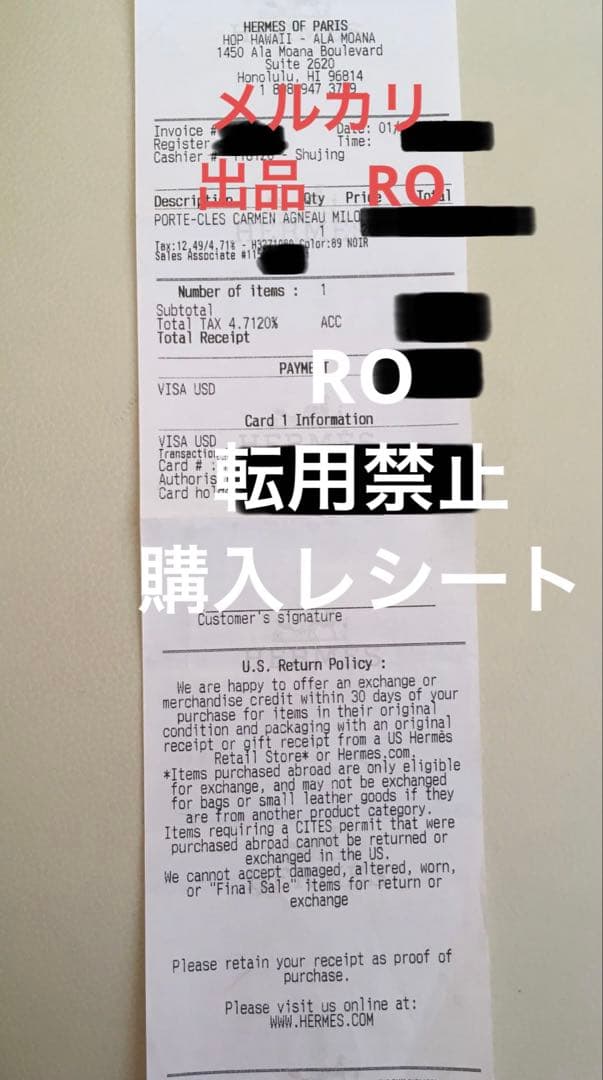 HERMES OF PARIS
HOP HAWAII - ALA MOANA
1450 Ala Moana Boulevard
Suite 2620
Honolulu, HI 96814
メルカリ
Invoice #
Date: 01/
Register
Time:
Cashier # - Shujing
出品 RO
Description Qty Price Total
PORTE-CLES CARMEN AGNEAU MILO
1
Tax:12.49/4.71% - Color:89 NOIR
Sales Associate
Number of items : 1
Subtotal
Total TAX 4.7120% ACC
Total Receipt
PAYMENT
RO
VISA USD
Card 1 Information
VISA USD
Transaction
Card # :
転用禁止
購入レシート
Customer's signature
U.S. Return Policy :
We are happy to offer an exchange or
merchandise credit within 30 days of your
purchase for items in their original
condition and packaging with an original
receipt or gift receipt from a US Hermès
Retail Store* or Hermes.com.
*Items purchased abroad are only eligible
for exchange, and may not be exchanged
for bags or small leather goods if they
are from another product category.
Items requiring a CITES permit that were
purchased abroad cannot be returned or
exchanged in the US.
We cannot accept damaged, altered, worn,
or "Final Sale" items for return or
exchange
Please retain your receipt as proof of
purchase.
Please visit us online at:
WWW.HERMES.COM